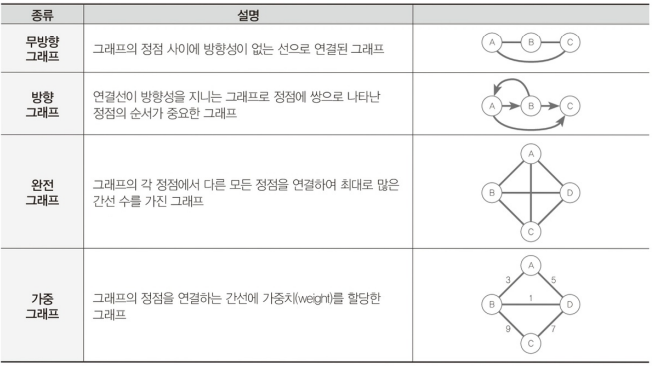 종류 설명
무방향
그래프
그래프의 정점 사이에 방향성이 없는 선으로 연결된 그래프
A B C
방향
그래프
연결선이 방향성을 지니는 그래프로 정점에 쌍으로 나타난
정점의 순서가 중요한 그래프
A B C
완전
그래프
그래프의 각 정점에서 다른 모든 정점을 연결하여 최대로 많은
간선 수를 가진 그래프
A
B D
C
가중
그래프
그래프의 정점을 연결하는 간선에 가중치(weight)를 할당한
그래프
A
3 5
B 1 D
9 7
C